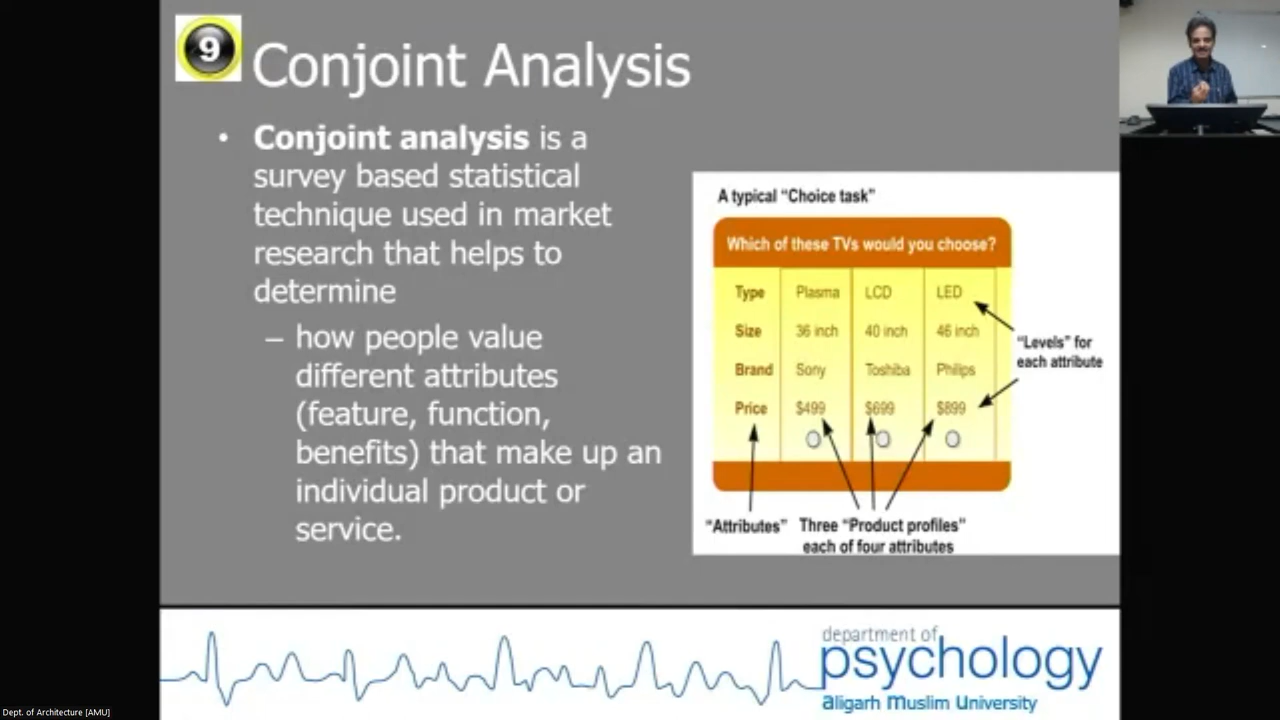 9
Conjoint Analysis
• Conjoint analysis is a
survey based statistical
technique used in market
research that helps to
determine
– how people value
different attributes
(feature, function,
benefits) that make up an
individual product or
service.
A typical “Choice task”
Which of these TVs would you choose?
Type Plasma LCD LED
Size 36 inch 40 inch 46 inch
Brand Sony Toshiba Philips
Price $499 $699 $899
“Levels” for
each attribute
“Attributes” Three “Product profiles”
each of four attributes
department of
psychology
aligarh muslim university
Dept. of Architecture [AMU]